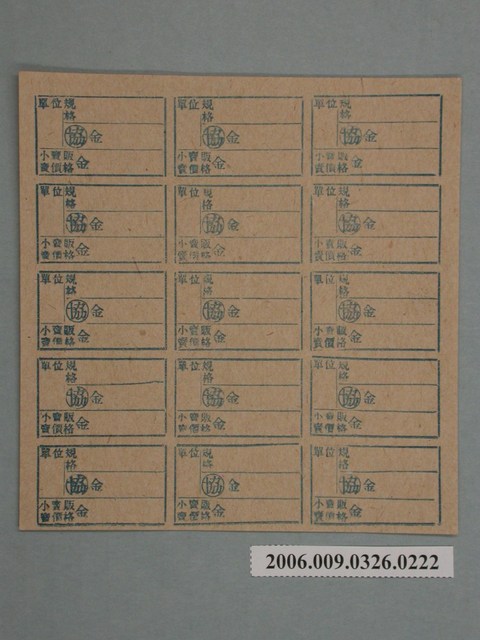 單位規
格
協 金
小賣販
賣價格 金
單位規
格
協 金
小賣販
賣價格 金
單位規
格
協 金
小賣販
賣價格 金
單位規
格
協 金
小賣販
賣價格 金
單位規
格
協 金
小賣販
賣價格 金
單位規
格
協 金
小賣販
賣價格 金
單位規
格
協 金
小賣販
賣價格 金
單位規
格
協 金
小賣販
賣價格 金
單位規
格
協 金
小賣販
賣價格 金
單位規
格
協 金
小賣販
賣價格 金
單位規
格
協 金
小賣販
賣價格 金
單位規
格
協 金
小賣販
賣價格 金
單位規
格
協 金
小賣販
賣價格 金
單位規
格
協 金
小賣販
賣價格 金
單位規
格
協 金
小賣販
賣價格 金
2006.009.0326.0222